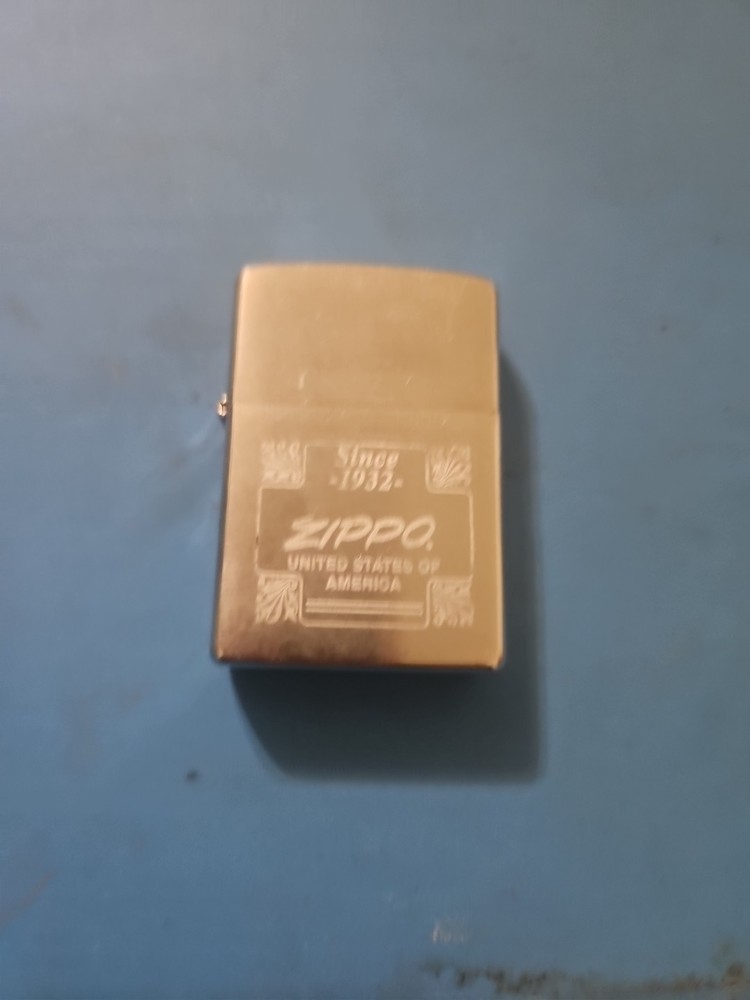 Since
-1932-
ZIPPO
UNITED STATES OF
AMERICA